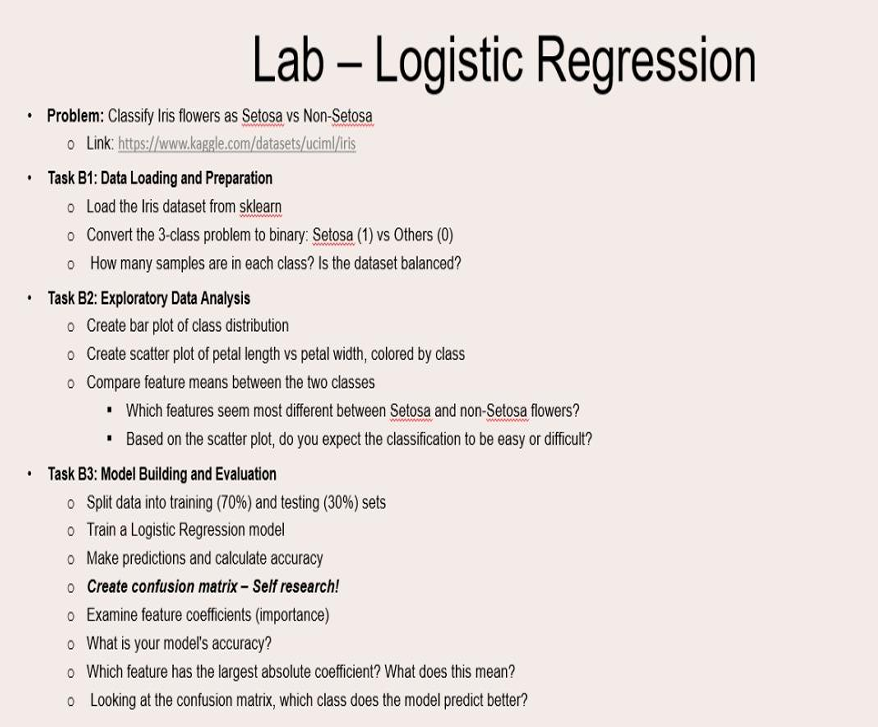 Lab – Logistic Regression
• Problem: Classify Iris flowers as Setosa vs Non-Setosa
o Link: https://www.kaggle.com/datasets/uciml/iris
• Task B1: Data Loading and Preparation
o Load the Iris dataset from sklearn
o Convert the 3-class problem to binary: Setosa (1) vs Others (0)
o How many samples are in each class? Is the dataset balanced?
• Task B2: Exploratory Data Analysis
o Create bar plot of class distribution
o Create scatter plot of petal length vs petal width, colored by class
o Compare feature means between the two classes
▪ Which features seem most different between Setosa and non-Setosa flowers?
▪ Based on the scatter plot, do you expect the classification to be easy or difficult?
• Task B3: Model Building and Evaluation
o Split data into training (70%) and testing (30%) sets
o Train a Logistic Regression model
o Make predictions and calculate accuracy
o Create confusion matrix – Self research!
o Examine feature coefficients (importance)
o What is your model's accuracy?
o Which feature has the largest absolute coefficient? What does this mean?
o Looking at the confusion matrix, which class does the model predict better?